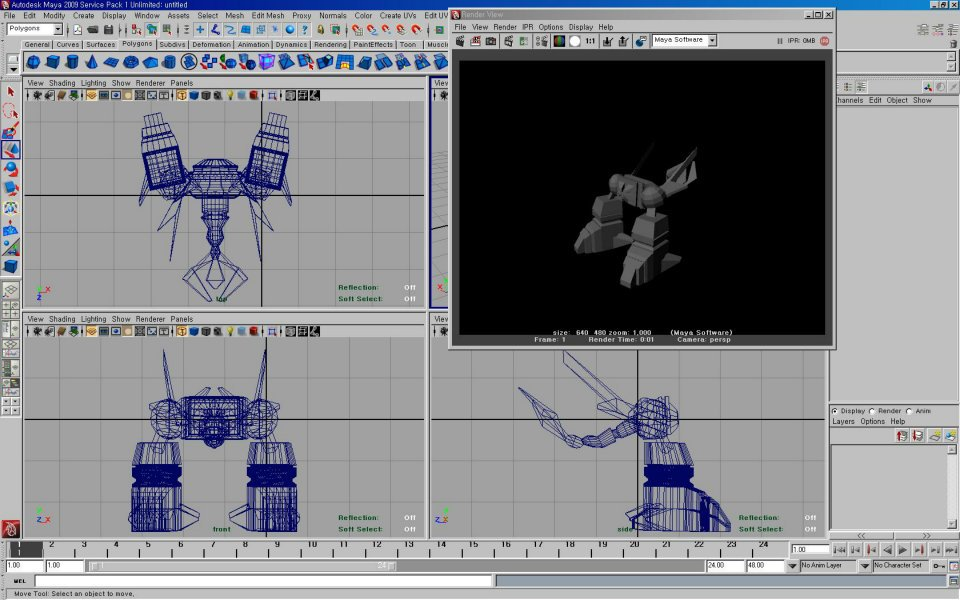 Autodesk Maya 2009 Service Pack 1 Unlimited: untitled
File Edit Modify Create Display Window Assets Select Mesh Edit Mesh Proxy Normals Color Create UVs Edit UV
Polygons
General Curves Surfaces Polygons Subdivs Deformation Animation Dynamics Rendering PaintEffects Toon Muscl
Render View
File View Render IPR Options Display Help
1:1
Maya Software
IPR: 0MB
size: 640 480 zoom: 1,000 (Maya Software)
Frame: 1 Render Time: 0:01 Camera: persp
hannels Edit Object Show
View Shading Lighting Show Renderer Panels
Vie
top
Reflection: Off
Soft Select: Off
View Shading Lighting Show Renderer Panels
Vie
front
Reflection: Off
Soft Select: Off
side
Reflection: Off
Soft Select: Off
Display Render Anim
Layers Options Help
1 2 3 4 5 6 7 8 9 10 11 12 13 14 15 16 17 18 19 20 21 22 23 24
1
1.00
1.00 1.00 1 24 24.00 48.00 No Anim Layer No Character Set
MEL
Move Tool: Select an object to move,